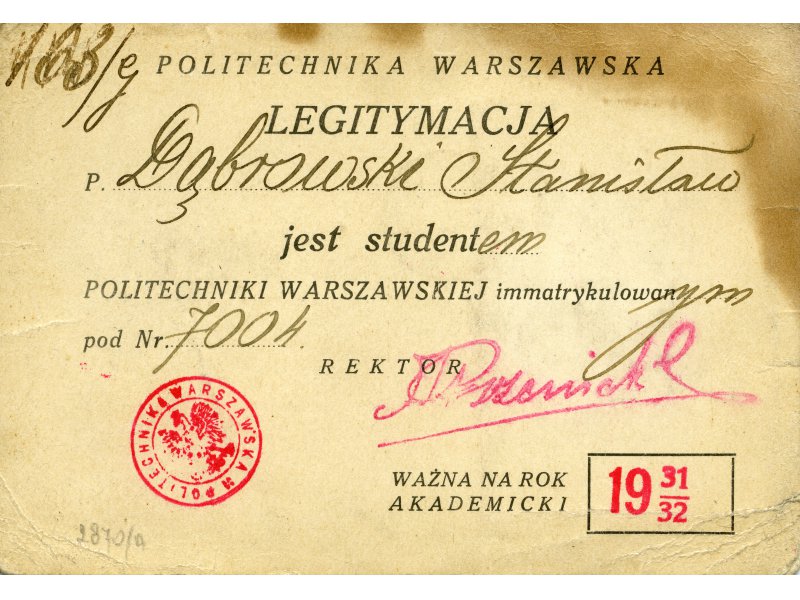 POLITECHNIKA WARSZAWSKA
LEGITYMACJA
P. Dąbrowski Stanisław
jest studentem
POLITECHNIKI WARSZAWSKIEJ immatrykulowanym
pod Nr. 7004.
REKTOR
POLITECHNIKA WARSZAWSKA
WAŻNA NA ROK
AKADEMICKI
19 31/32
2870/a